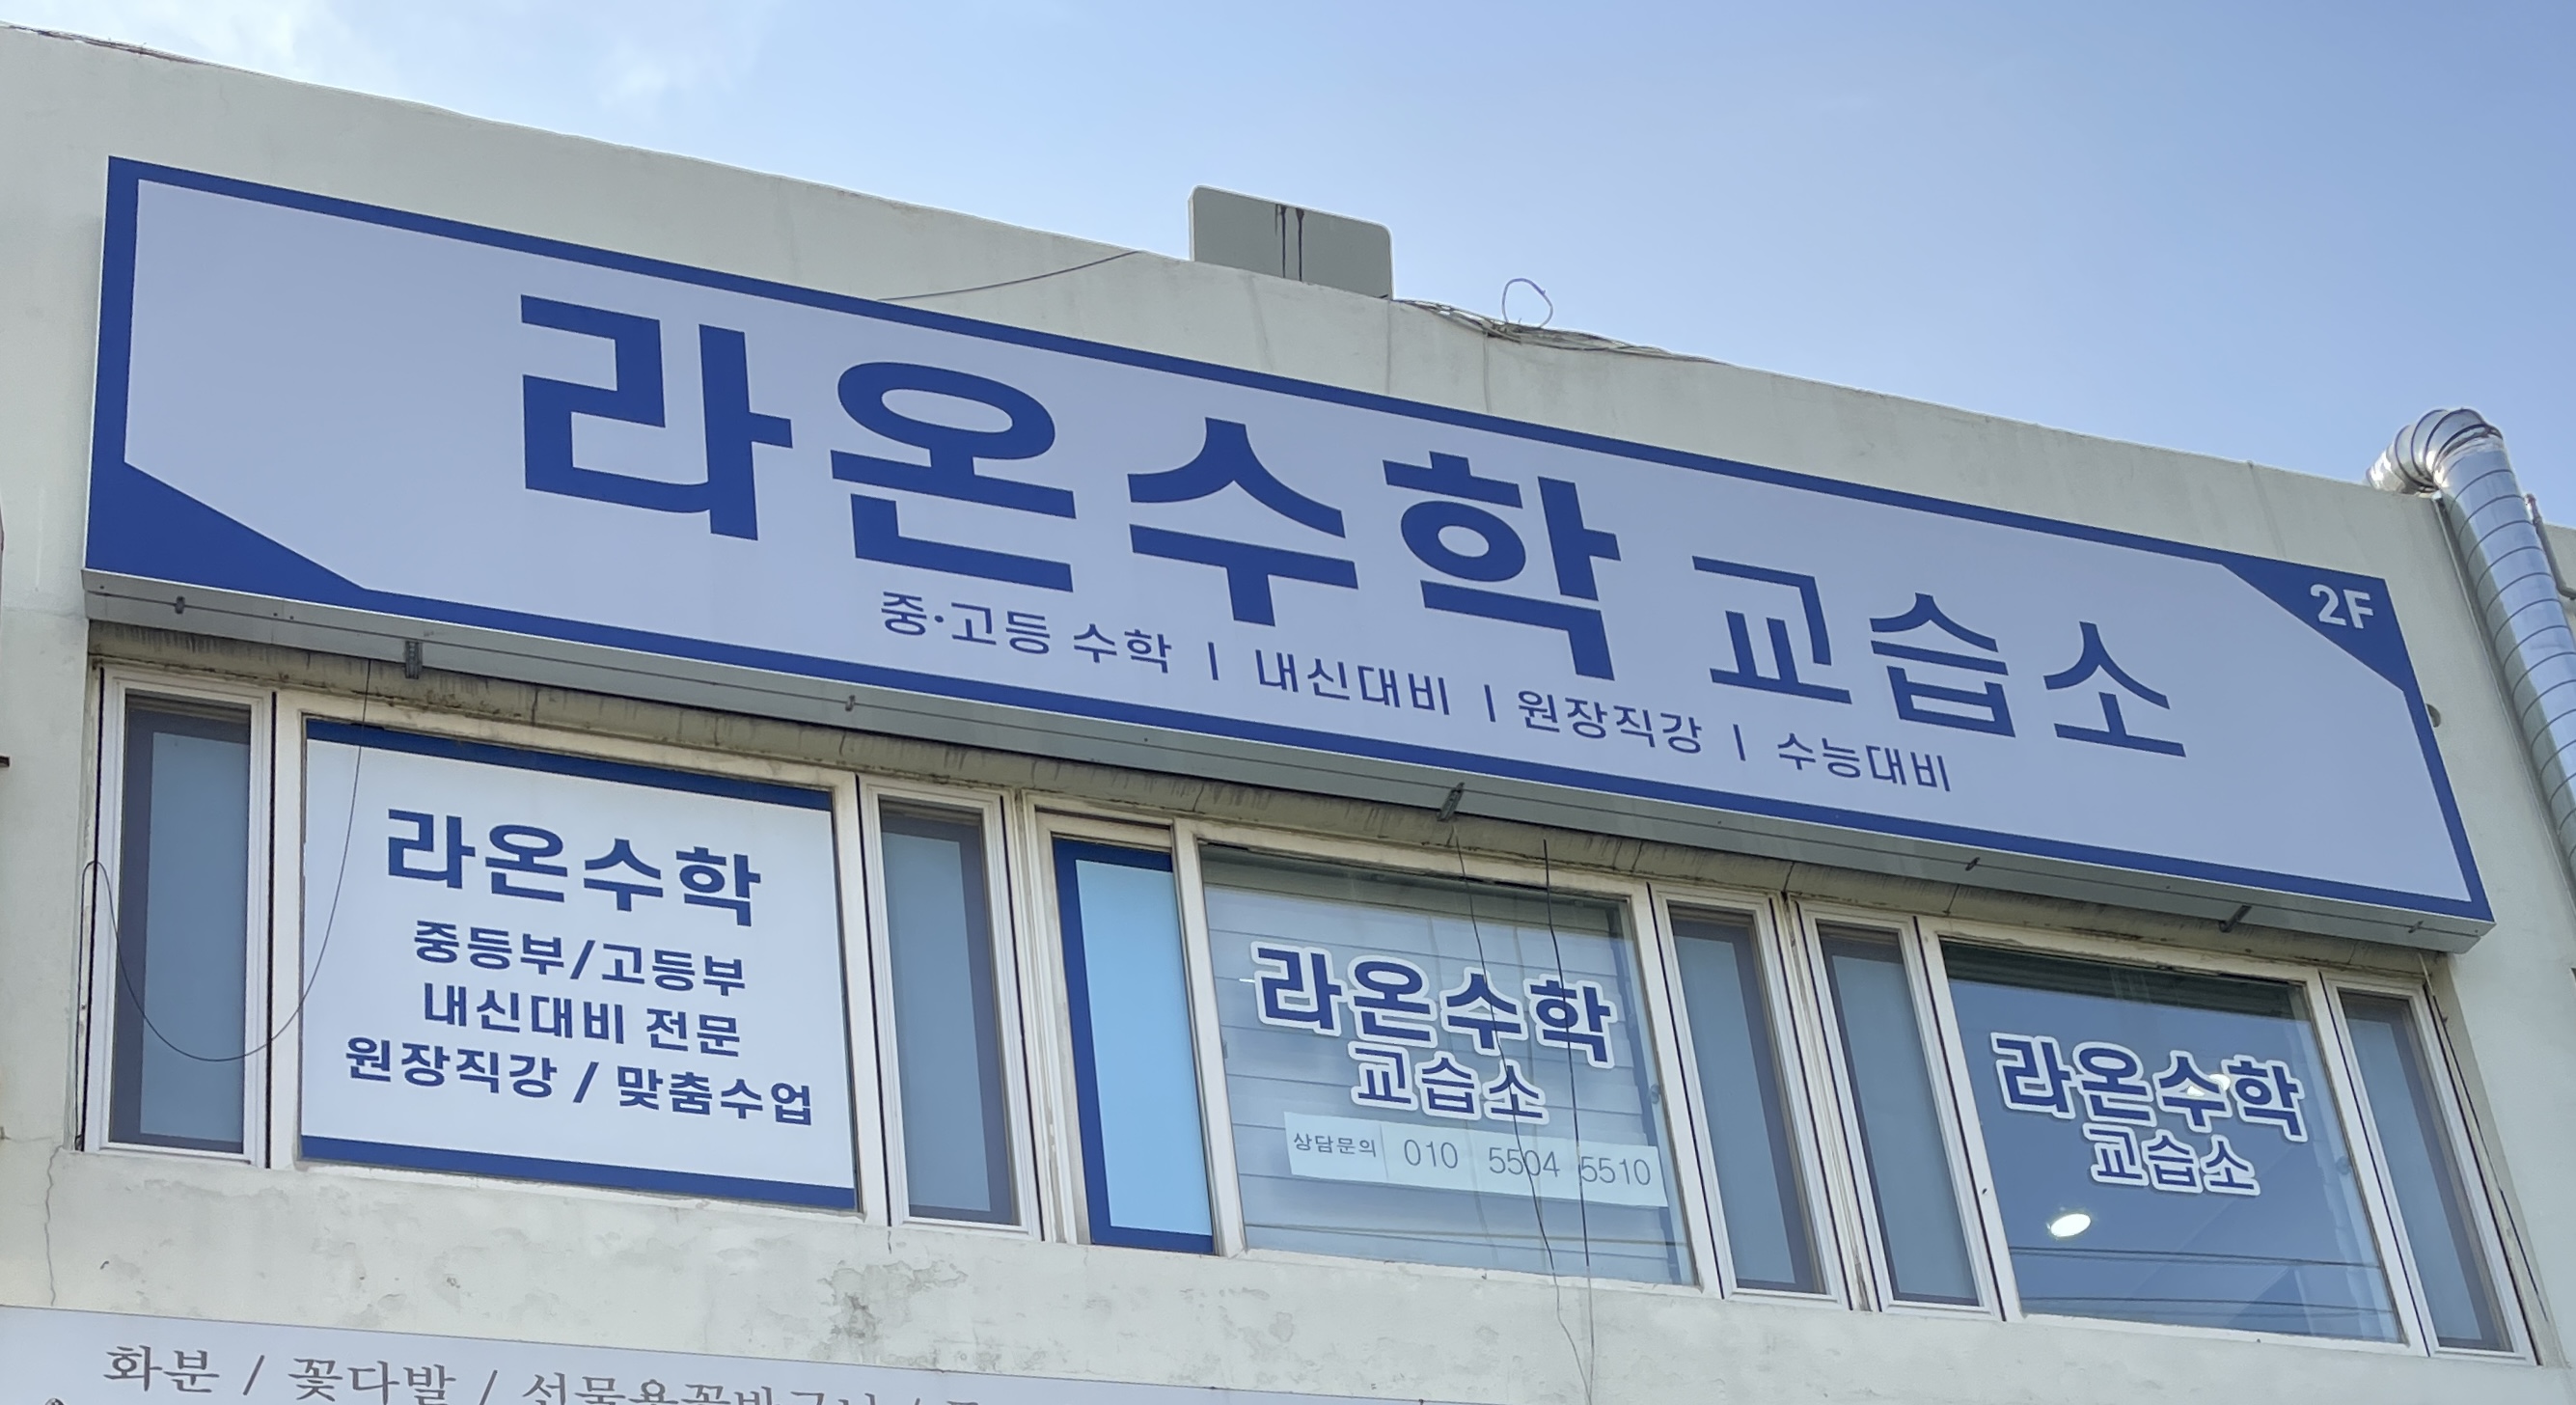 라온수학 교습소
2F
중·고등 수학 | 내신대비 | 원장직강 | 수능대비
라온수학
중등부/고등부
내신대비 전문
원장직강 / 맞춤수업
라온수학
교습소
상담문의 010 5504 5510
라온수학
교습소
화분 / 꽃다발 /